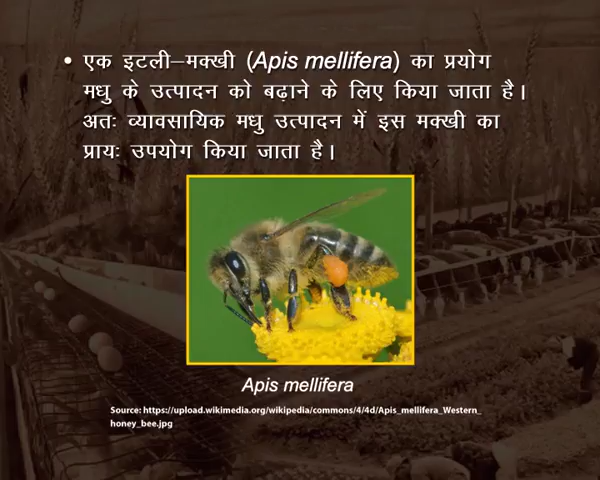 • एक इटली–मक्खी (Apis mellifera) का प्रयोग
मधु के उत्पादन को बढ़ाने के लिए किया जाता है।
अतः व्यावसायिक मधु उत्पादन में इस मक्खी का
प्रायः उपयोग किया जाता है।
Apis mellifera
Source: https://upload.wikimedia.org/wikipedia/commons/4/4d/Apis_mellifera_Western_
honey_bee.jpg